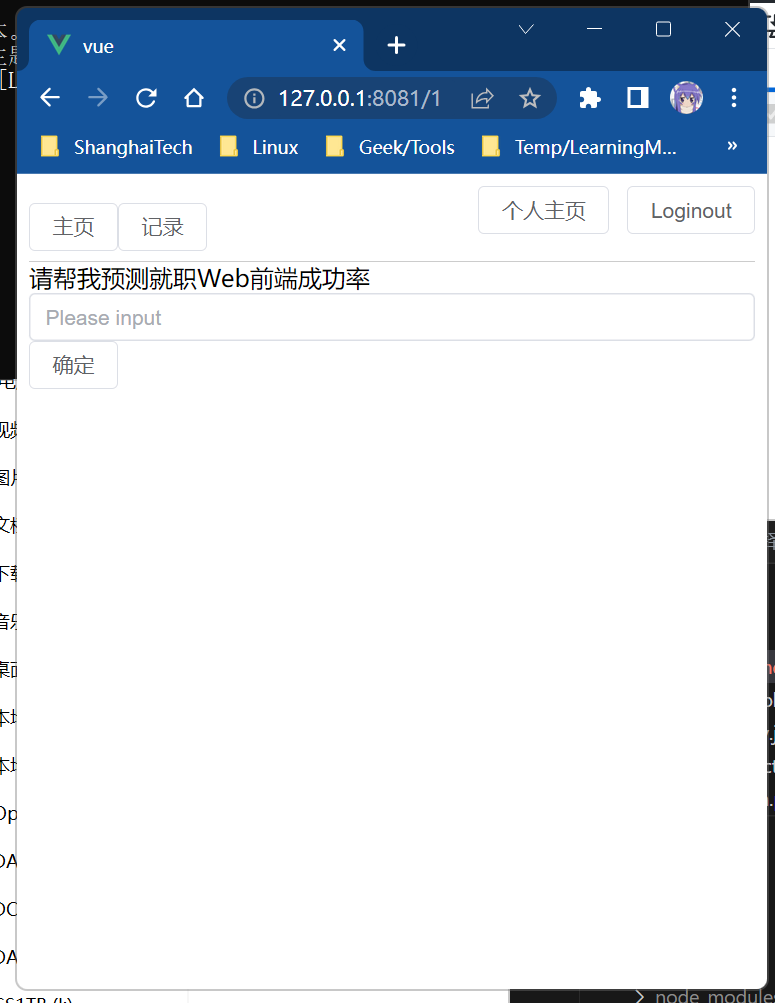 vue
127.0.0.1:8081/1
ShanghaiTech Linux Geek/Tools Temp/LearningM... »
主页 记录 个人主页 Loginout
请帮我预测就职Web前端成功率
Please input
确定
node_modules